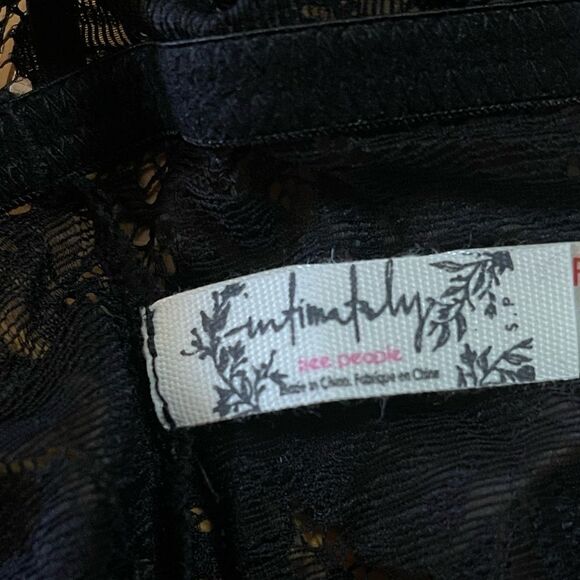 intimately
free people
Made in China. Fabriqué en Chine
S.P